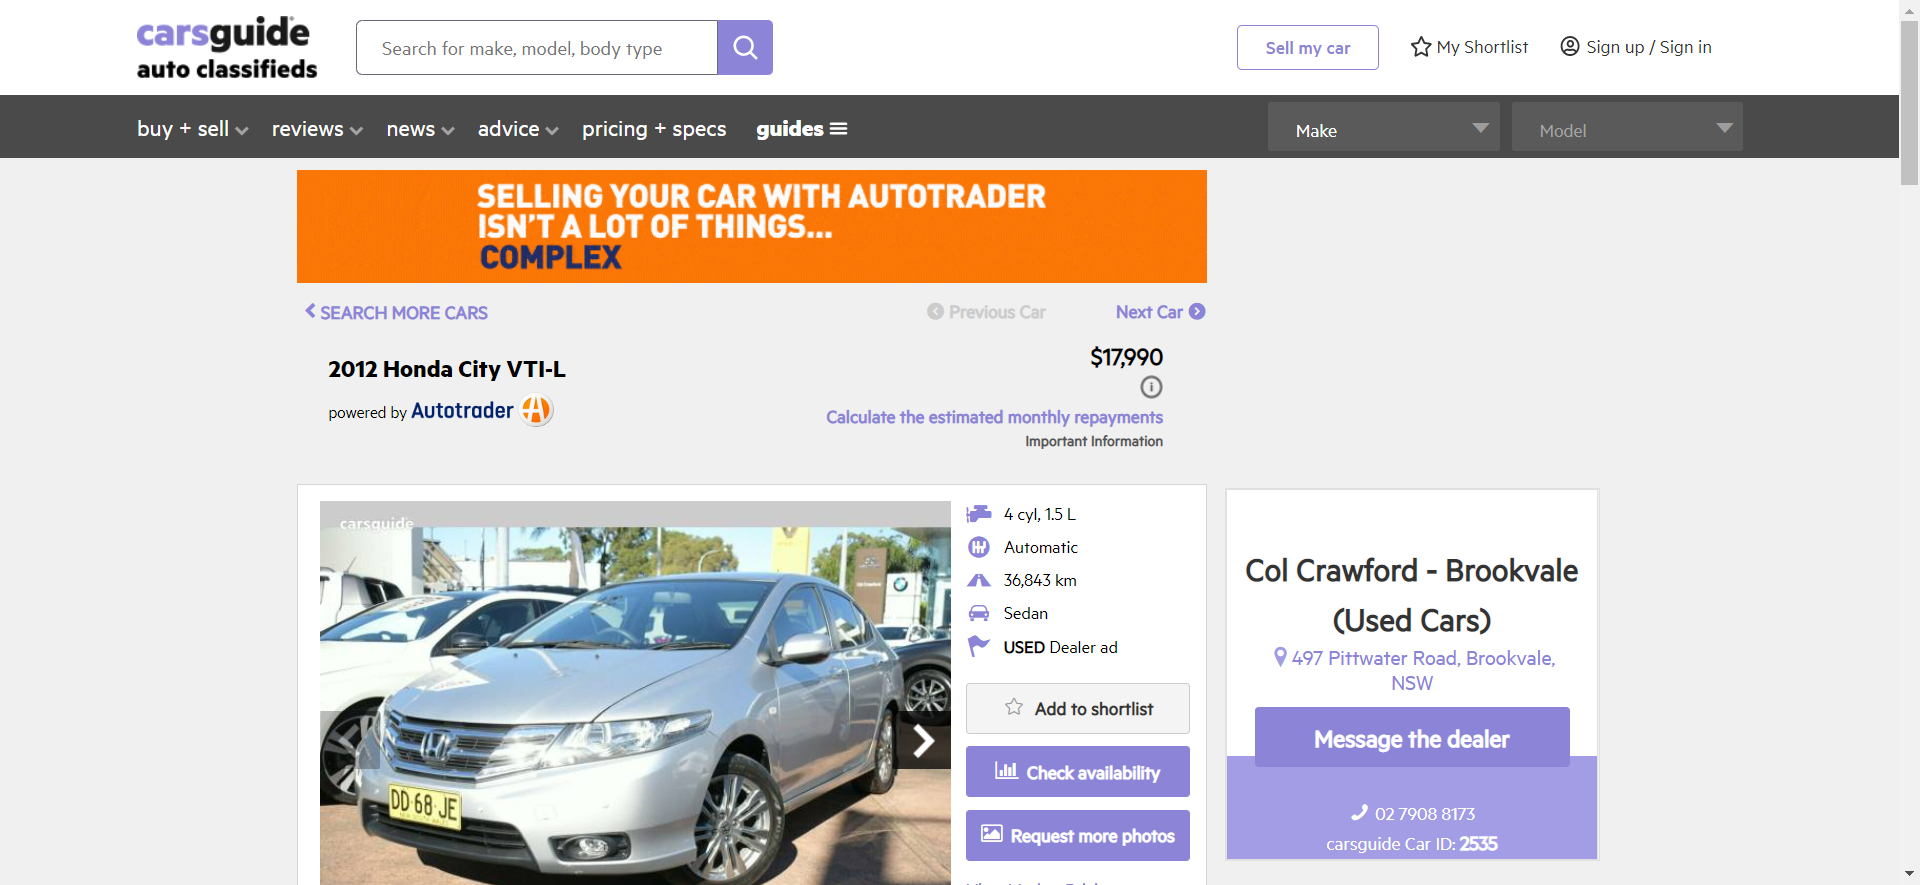 carsguide
auto classifieds
Search for make, model, body type
Sell my car
My Shortlist
Sign up / Sign in
buy + sell
reviews
news
advice
pricing + specs
guides
Make
Model
SELLING YOUR CAR WITH AUTOTRADER
ISN'T A LOT OF THINGS...
COMPLEX
SEARCH MORE CARS
Previous Car
Next Car
2012 Honda City VTI-L
$17,990
powered by Autotrader
Calculate the estimated monthly repayments
Important Information
carsguide
4 cyl, 1.5 L
Automatic
36,843 km
Sedan
USED Dealer ad
Add to shortlist
Check availability
Request more photos
DD·68·JE
Col Crawford - Brookvale
(Used Cars)
497 Pittwater Road, Brookvale,
NSW
Message the dealer
02 7908 8173
carsguide Car ID: 2535